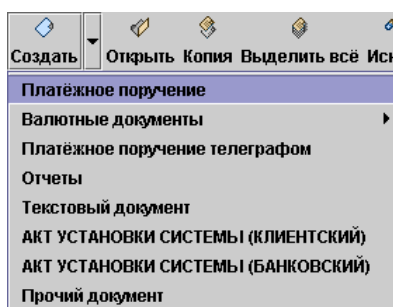 Создать Открыть Копия Выделить всё
Платёжное поручение
Валютные документы
Платёжное поручение телеграфом
Отчеты
Текстовый документ
АКТ УСТАНОВКИ СИСТЕМЫ (КЛИЕНТСКИЙ)
АКТ УСТАНОВКИ СИСТЕМЫ (БАНКОВСКИЙ)
Прочий документ